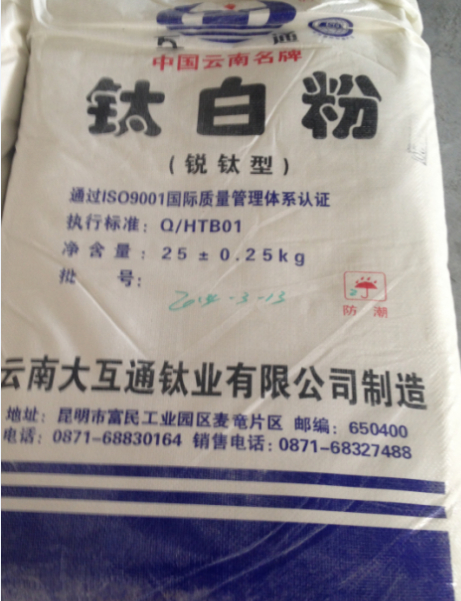 中国云南名牌
钛白粉
(锐钛型)
通过ISO9001国际质量管理体系认证
执行标准: Q/HTB01
净含量: 25±0.25kg
批 号:
2014-3-13
防潮
云南大互通钛业有限公司制造
地址: 昆明市富民工业园区麦竜片区 邮编: 650400
电话: 0871-68830164 销售电话: 0871-68327488